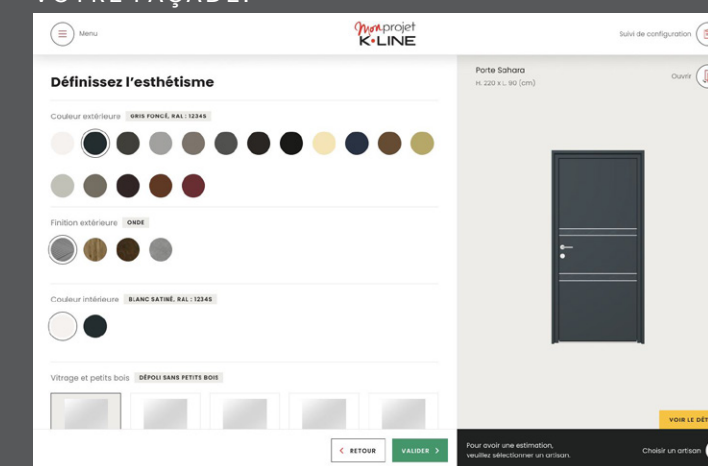 VOTRE FAÇADE.
Menu
Mon projet
K•LINE
Suivi de configuration
Définissez l'esthétisme
Couleur extérieure GRIS FONCÉ, RAL : 12345
Finition extérieure ONDE
Couleur intérieure BLANC SATINÉ, RAL : 12345
Vitrage et petits bois DÉPOLI SANS PETITS BOIS
RETOUR
VALIDER
Porte Sahara
H. 220 x L. 90 (cm)
Ouvrir
VOIR LE DÉT
Pour avoir une estimation,
veuillez sélectionner un artisan.
Choisir un artisan